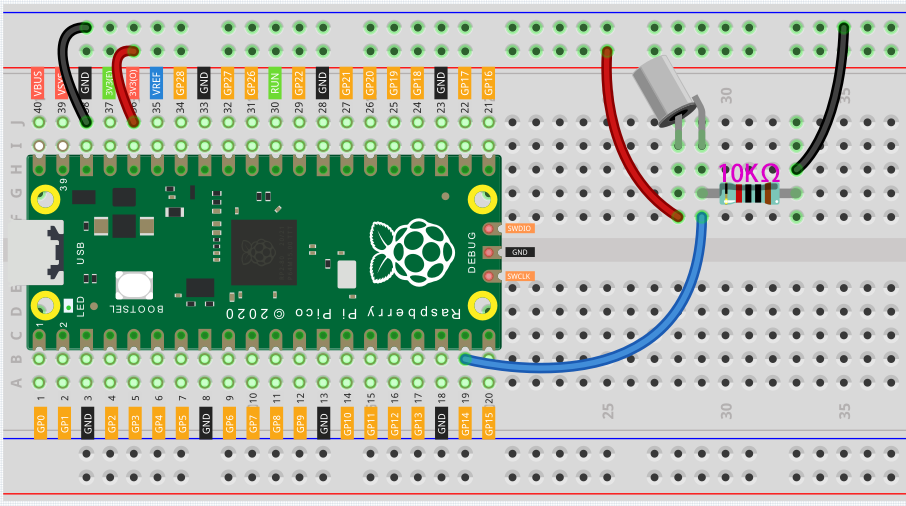 VBUS VSYS GND 3V3(O) VREF GP28 GND GP27 GP26 RUN GP22 GND GP21 GP20 GP19 GP18 GND GP17 GP16
40 39 38 37 36 35 34 33 32 31 30 29 28 27 26 25 24 23 22 21
30 35
J
I
H
G
F
10KΩ
39
USB
DEBUG
SWDIO
GND
SWCLK
BOOTSEL
LED
1 2
Raspberry Pi Pico © 2020
E
D
C
B
A
1 2 3 4 5 6 7 8 9 10 11 12 13 14 15 16 17 18 19 20
25 30 35
GP0 GP1 GND GP2 GP3 GP4 GP5 GND GP6 GP7 GP8 GP9 GND GP10 GP11 GP12 GP13 GND GP14 GP15